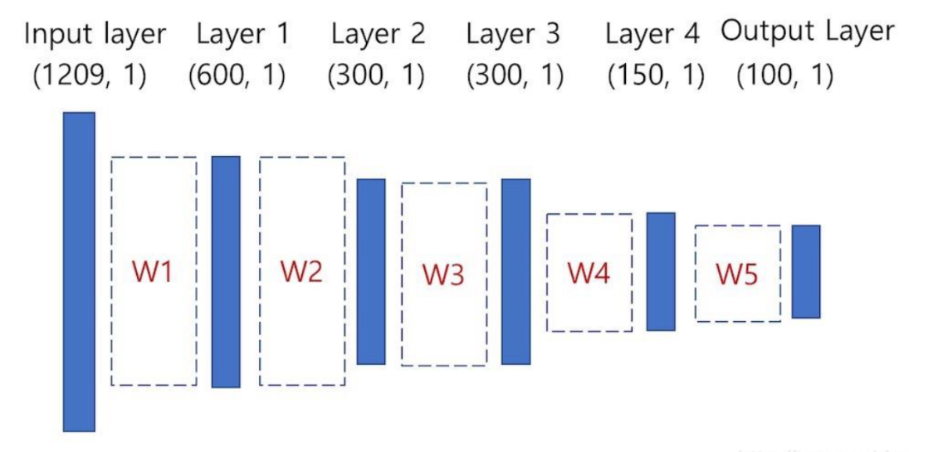 Input layer Layer 1 Layer 2 Layer 3 Layer 4 Output Layer
(1209, 1) (600, 1) (300, 1) (300, 1) (150, 1) (100, 1)
W1 W2 W3 W4 W5